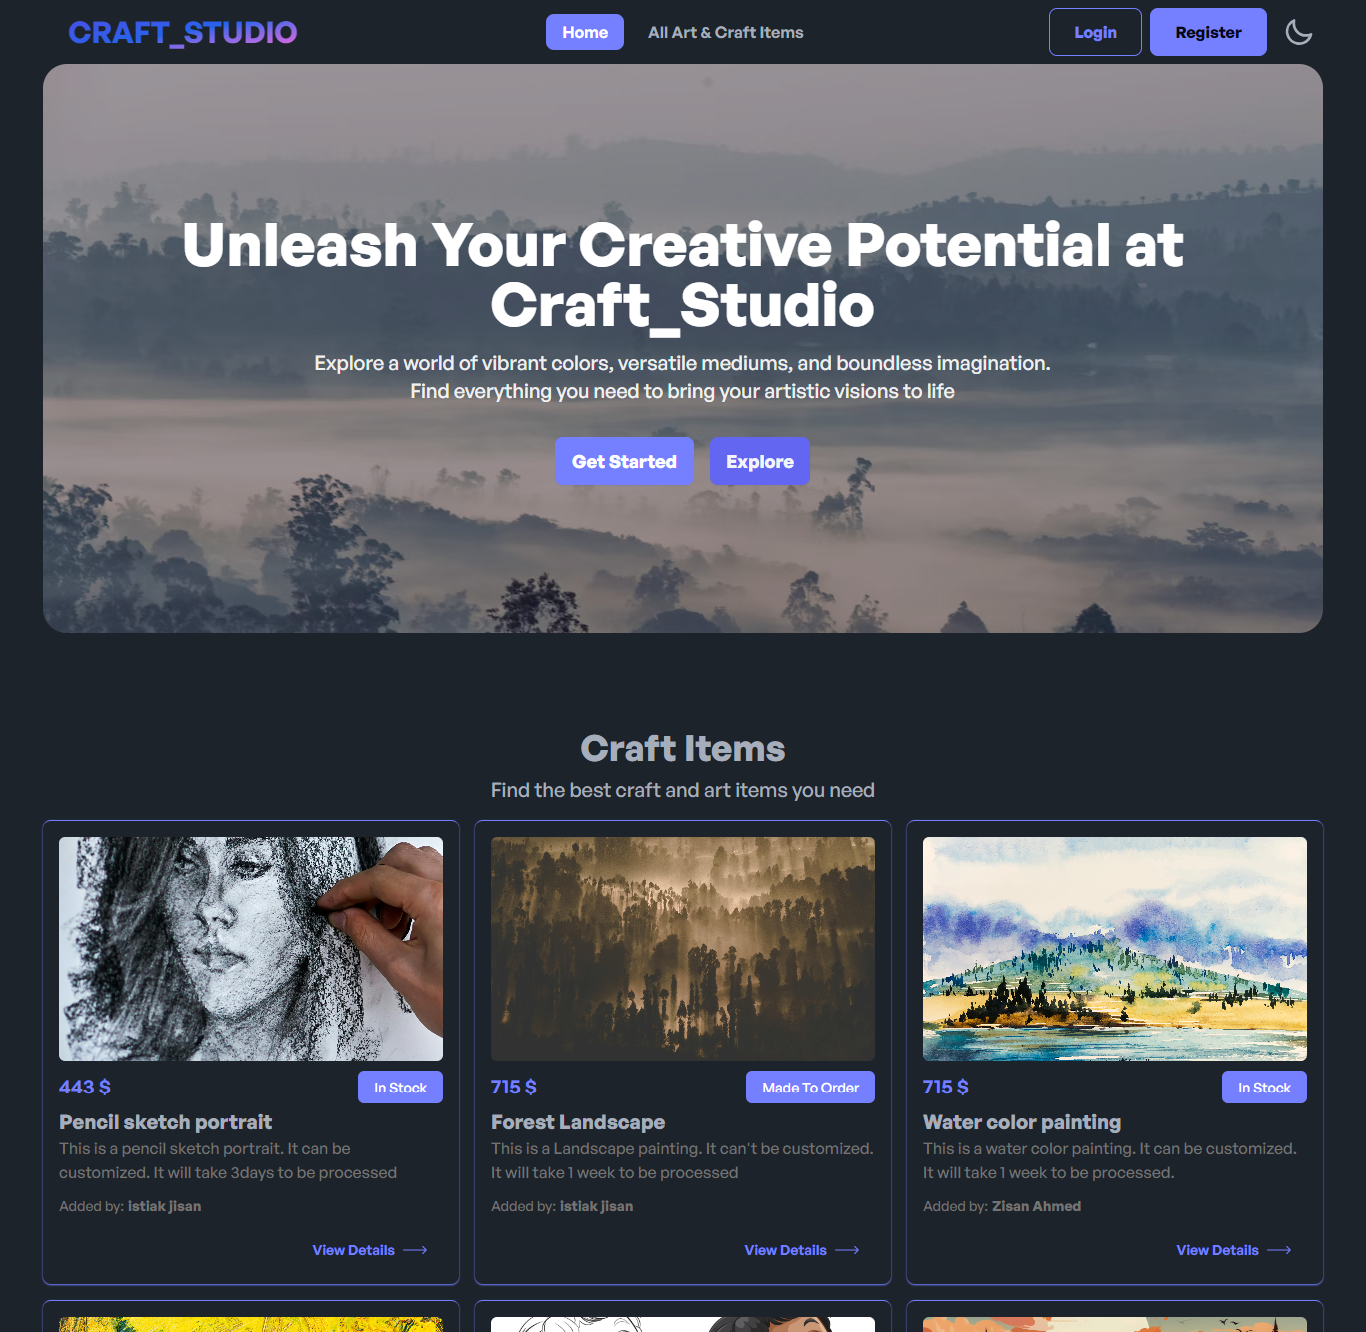 CRAFT_STUDIO
Home
All Art & Craft Items
Login
Register
Unleash Your Creative Potential at
Craft_Studio
Explore a world of vibrant colors, versatile mediums, and boundless imagination.
Find everything you need to bring your artistic visions to life
Get Started
Explore
Craft Items
Find the best craft and art items you need
443 $
In Stock
Pencil sketch portrait
This is a pencil sketch portrait. It can be
customized. It will take 3days to be processed
Added by: istiak jisan
View Details
715 $
Made To Order
Forest Landscape
This is a Landscape painting. It can't be customized.
It will take 1 week to be processed
Added by: istiak jisan
View Details
715 $
In Stock
Water color painting
This is water color painting. It can be customized.
It will take 1 week to be processed.
Added by: Zisan Ahmed
View Details